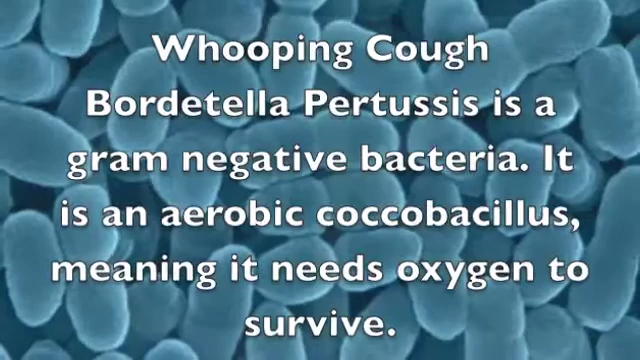 Whooping Cough
Bordetella Pertussis is a
gram negative bacteria. It
is an aerobic coccobacillus,
meaning it needs oxygen to
survive.